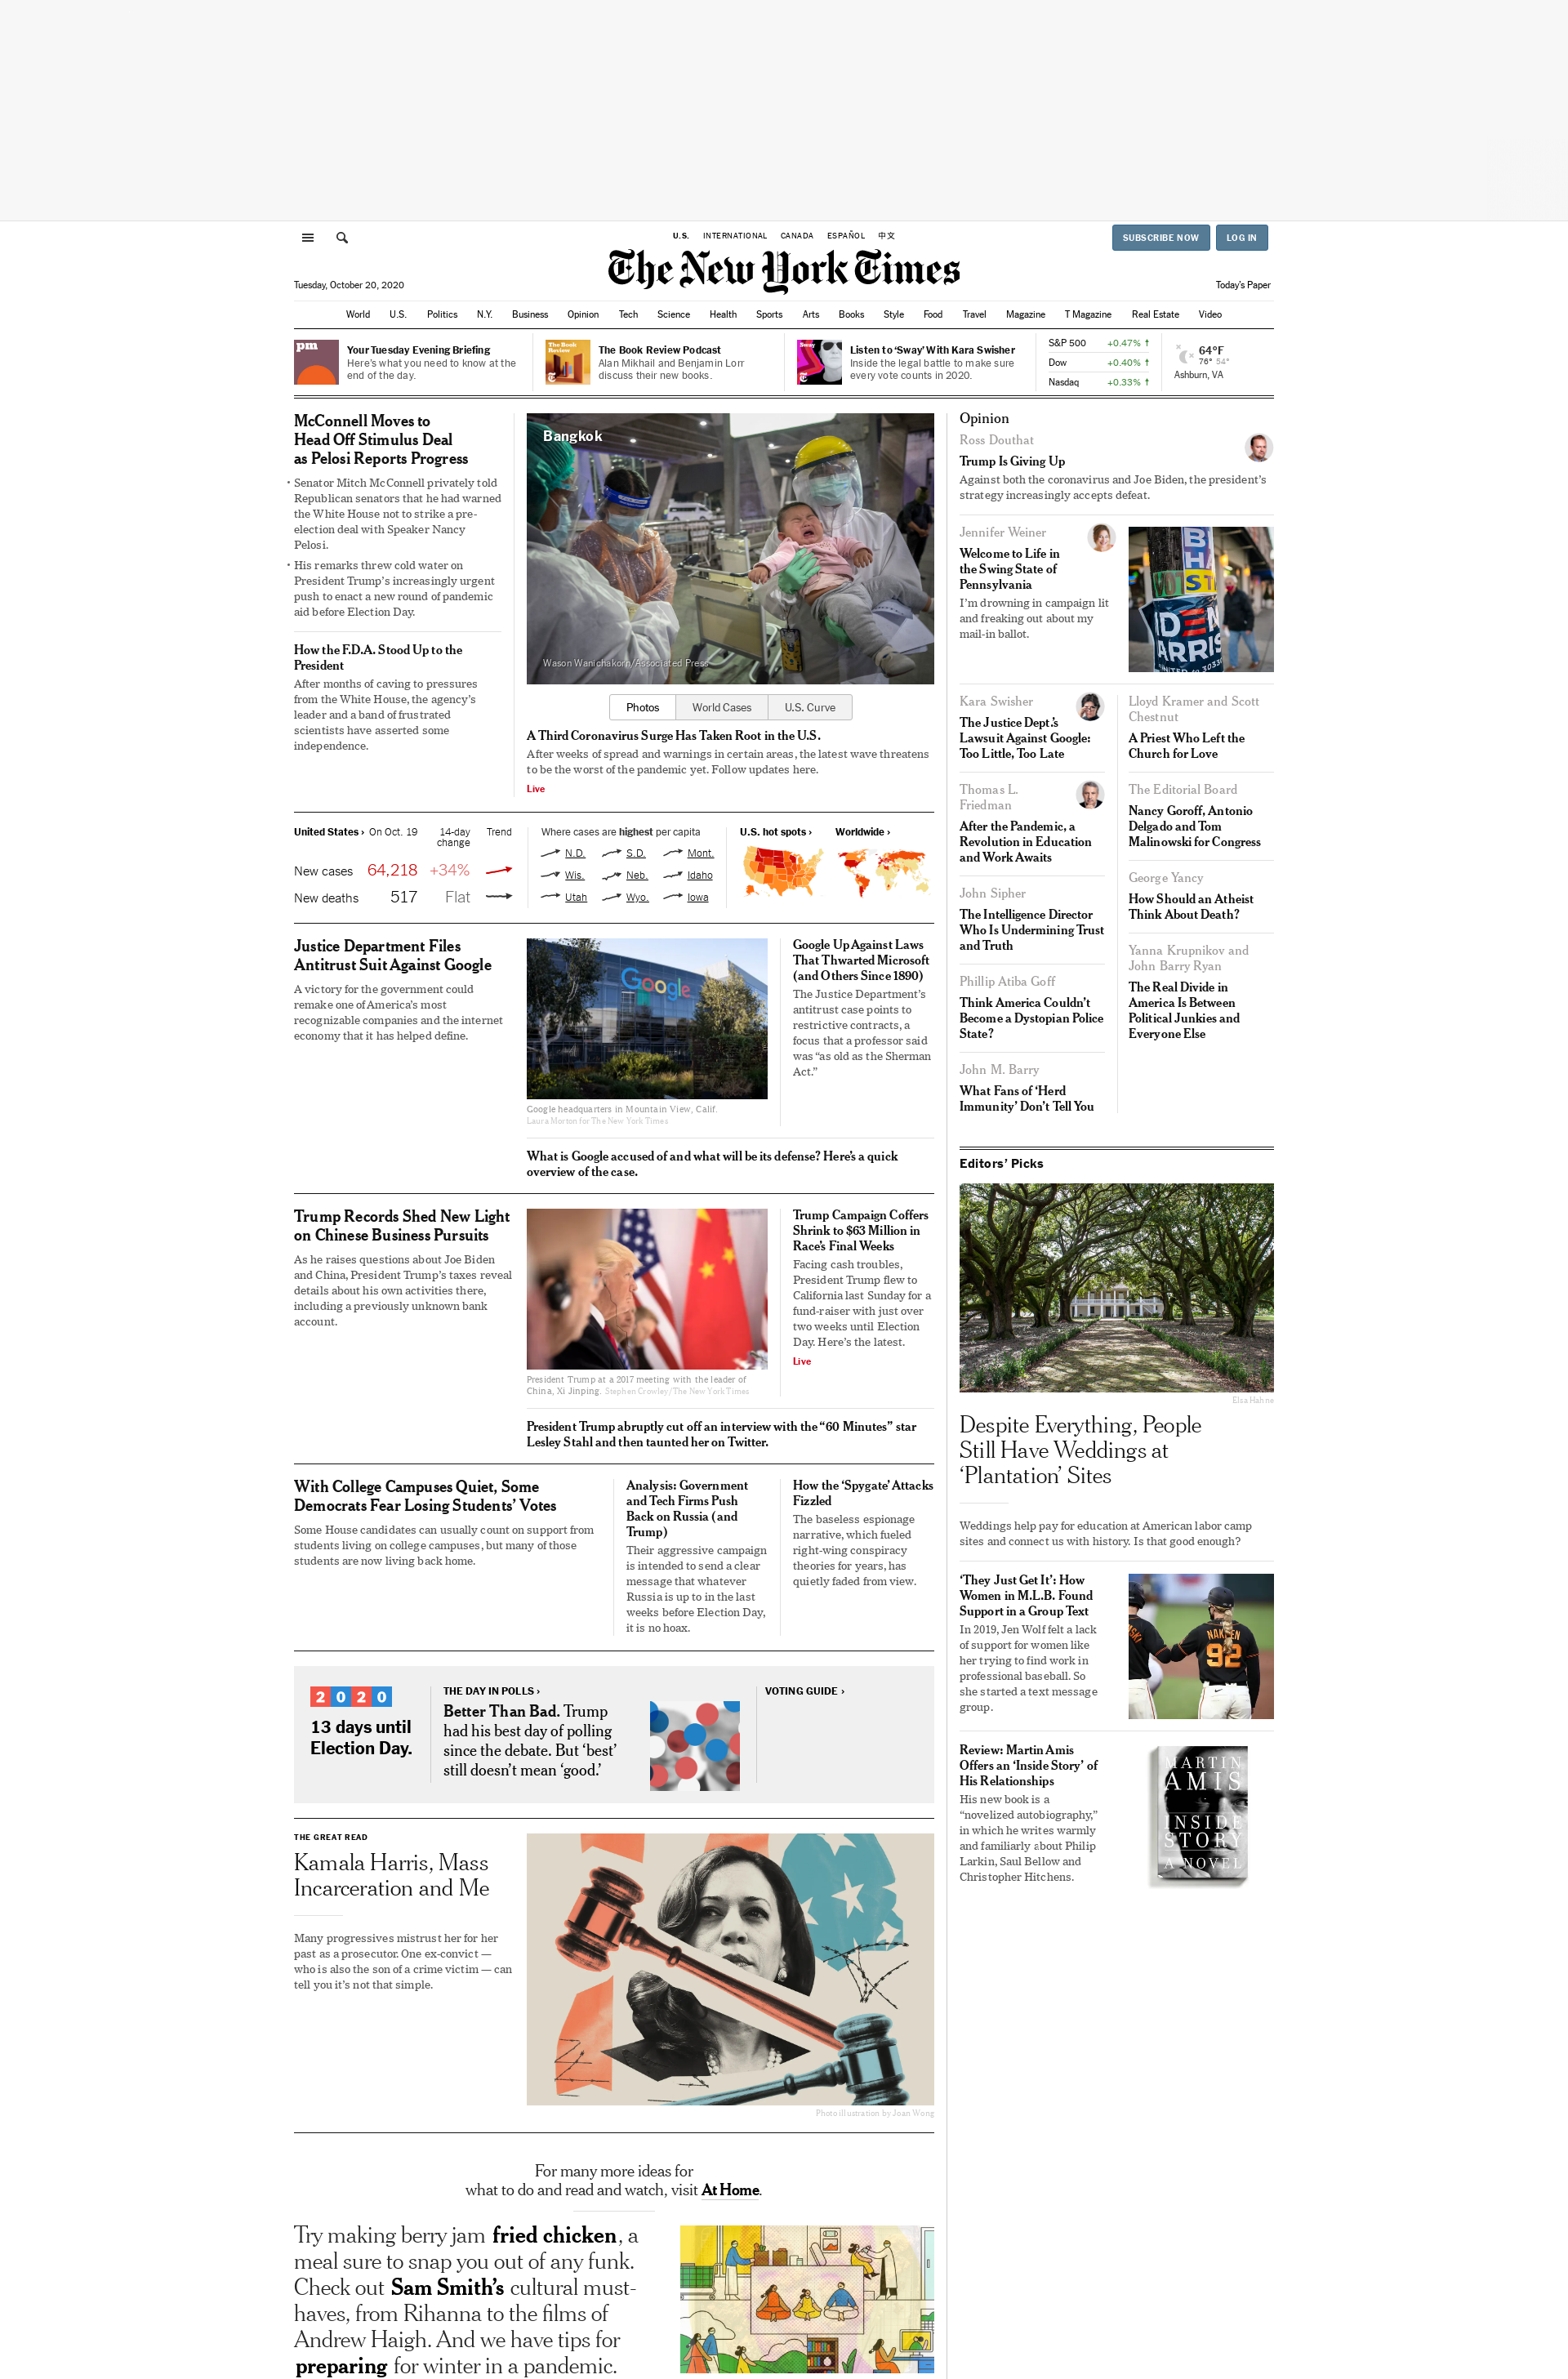 U.S. INTERNATIONAL CANADA ESPAÑOL 中文
SUBSCRIBE NOW LOG IN
The New York Times
Tuesday, October 20, 2020
Today's Paper
World U.S. Politics N.Y. Business Opinion Tech Science Health Sports Arts Books Style Food Travel Magazine T Magazine Real Estate Video
pm
Your Tuesday Evening Briefing
Here's what you need to know at the
end of the day.
The Book
Review
The Book Review Podcast
Alan Mikhail and Benjamin Lorr
discuss their new books.
Sway
Listen to ‘Sway’ With Kara Swisher
Inside the legal battle to make sure
every vote counts in 2020.
S&P 500 +0.47% ↑
Dow +0.40% ↑
Nasdaq +0.33% ↑
64°F
76° 54°
Ashburn, VA
McConnell Moves to
Head Off Stimulus Deal
as Pelosi Reports Progress
• Senator Mitch McConnell privately told
Republican senators that he had warned
the White House not to strike a pre-
election deal with Speaker Nancy
Pelosi.
• His remarks threw cold water on
President Trump’s increasingly urgent
push to enact a new round of pandemic
aid before Election Day.
How the F.D.A. Stood Up to the
President
After months of caving to pressures
from the White House, the agency’s
leader and a band of frustrated
scientists have asserted some
independence.
Bangkok
Wason Wanichakorn/Associated Press
Photos World Cases U.S. Curve
A Third Coronavirus Surge Has Taken Root in the U.S.
After weeks of spread and warnings in certain areas, the latest wave threatens
to be the worst of the pandemic yet. Follow updates here.
Live
United States › On Oct. 19 14-day
change Trend
New cases 64,218 +34%
New deaths 517 Flat
Where cases are highest per capita
N.D. S.D. Mont.
Wis. Neb. Idaho
Utah Wyo. Iowa
U.S. hot spots › Worldwide ›
Justice Department Files
Antitrust Suit Against Google
A victory for the government could
remake one of America’s most
recognizable companies and the internet
economy that it has helped define.
Google
Google headquarters in Mountain View, Calif.
Laura Morton for The New York Times
Google Up Against Laws
That Thwarted Microsoft
(and Others Since 1890)
The Justice Department’s
antitrust case points to
restrictive contracts, a
focus that a professor said
was “as old as the Sherman
Act.”
What is Google accused of and what will be its defense? Here’s a quick
overview of the case.
Trump Records Shed New Light
on Chinese Business Pursuits
As he raises questions about Joe Biden
and China, President Trump’s taxes reveal
details about his own activities there,
including a previously unknown bank
account.
President Trump at a 2017 meeting with the leader of
China, Xi Jinping. Stephen Crowley/The New York Times
Trump Campaign Coffers
Shrink to $63 Million in
Race’s Final Weeks
Facing cash troubles,
President Trump flew to
California last Sunday for a
fund-raiser with just over
two weeks until Election
Day. Here’s the latest.
Live
President Trump abruptly cut off an interview with the “60 Minutes” star
Lesley Stahl and then taunted her on Twitter.
With College Campuses Quiet, Some
Democrats Fear Losing Students’ Votes
Some House candidates can usually count on support from
students living on college campuses, but many of those
students are now living back home.
Analysis: Government
and Tech Firms Push
Back on Russia (and
Trump)
Their aggressive campaign
is intended to send a clear
message that whatever
Russia is up to in the last
weeks before Election Day,
it is no hoax.
How the ‘Spygate’ Attacks
Fizzled
The baseless espionage
narrative, which fueled
right-wing conspiracy
theories for years, has
quietly faded from view.
2020
13 days until
Election Day.
THE DAY IN POLLS ›
Better Than Bad. Trump
had his best day of polling
since the debate. But ‘best’
still doesn’t mean ‘good.’
VOTING GUIDE ›
THE GREAT READ
Kamala Harris, Mass
Incarceration and Me
Many progressives mistrust her for her
past as a prosecutor. One ex-convict —
who is also the son of a crime victim — can
tell you it’s not that simple.
Photo illustration by Joan Wong
For many more ideas for
what to do and read and watch, visit At Home.
Try making berry jam fried chicken, a
meal sure to snap you out of any funk.
Check out Sam Smith’s cultural must-
haves, from Rihanna to the films of
Andrew Haigh. And we have tips for
preparing for winter in a pandemic.
Opinion
Ross Douthat
Trump Is Giving Up
Against both the coronavirus and Joe Biden, the president’s
strategy increasingly accepts defeat.
Jennifer Weiner
Welcome to Life in
the Swing State of
Pennsylvania
I’m drowning in campaign lit
and freaking out about my
mail-in ballot.
Kara Swisher
The Justice Dept.’s
Lawsuit Against Google:
Too Little, Too Late
Thomas L.
Friedman
After the Pandemic, a
Revolution in Education
and Work Awaits
John Sipher
The Intelligence Director
Who Is Undermining Trust
and Truth
Phillip Atiba Goff
Think America Couldn’t
Become a Dystopian Police
State?
John M. Barry
What Fans of ‘Herd
Immunity’ Don’t Tell You
Lloyd Kramer and Scott
Chestnut
A Priest Who Left the
Church for Love
The Editorial Board
Nancy Goroff, Antonio
Delgado and Tom
Malinowski for Congress
George Yancy
How Should an Atheist
Think About Death?
Yanna Krupnikov and
John Barry Ryan
The Real Divide in
America Is Between
Political Junkies and
Everyone Else
Editors’ Picks
Elsa Hahne
Despite Everything, People
Still Have Weddings at
‘Plantation’ Sites
Weddings help pay for education at American labor camp
sites and connect us with history. Is that good enough?
‘They Just Get It’: How
Women in M.L.B. Found
Support in a Group Text
In 2019, Jen Wolf felt a lack
of support for women like
her trying to find work in
professional baseball. So
she started a text message
group.
NAKKEN
92
Review: Martin Amis
Offers an ‘Inside Story’ of
His Relationships
His new book is a
“novelized autobiography,”
in which he writes warmly
and familiarly about Philip
Larkin, Saul Bellow and
Christopher Hitchens.
MARTIN
AMIS
INSIDE
STORY
A NOVEL